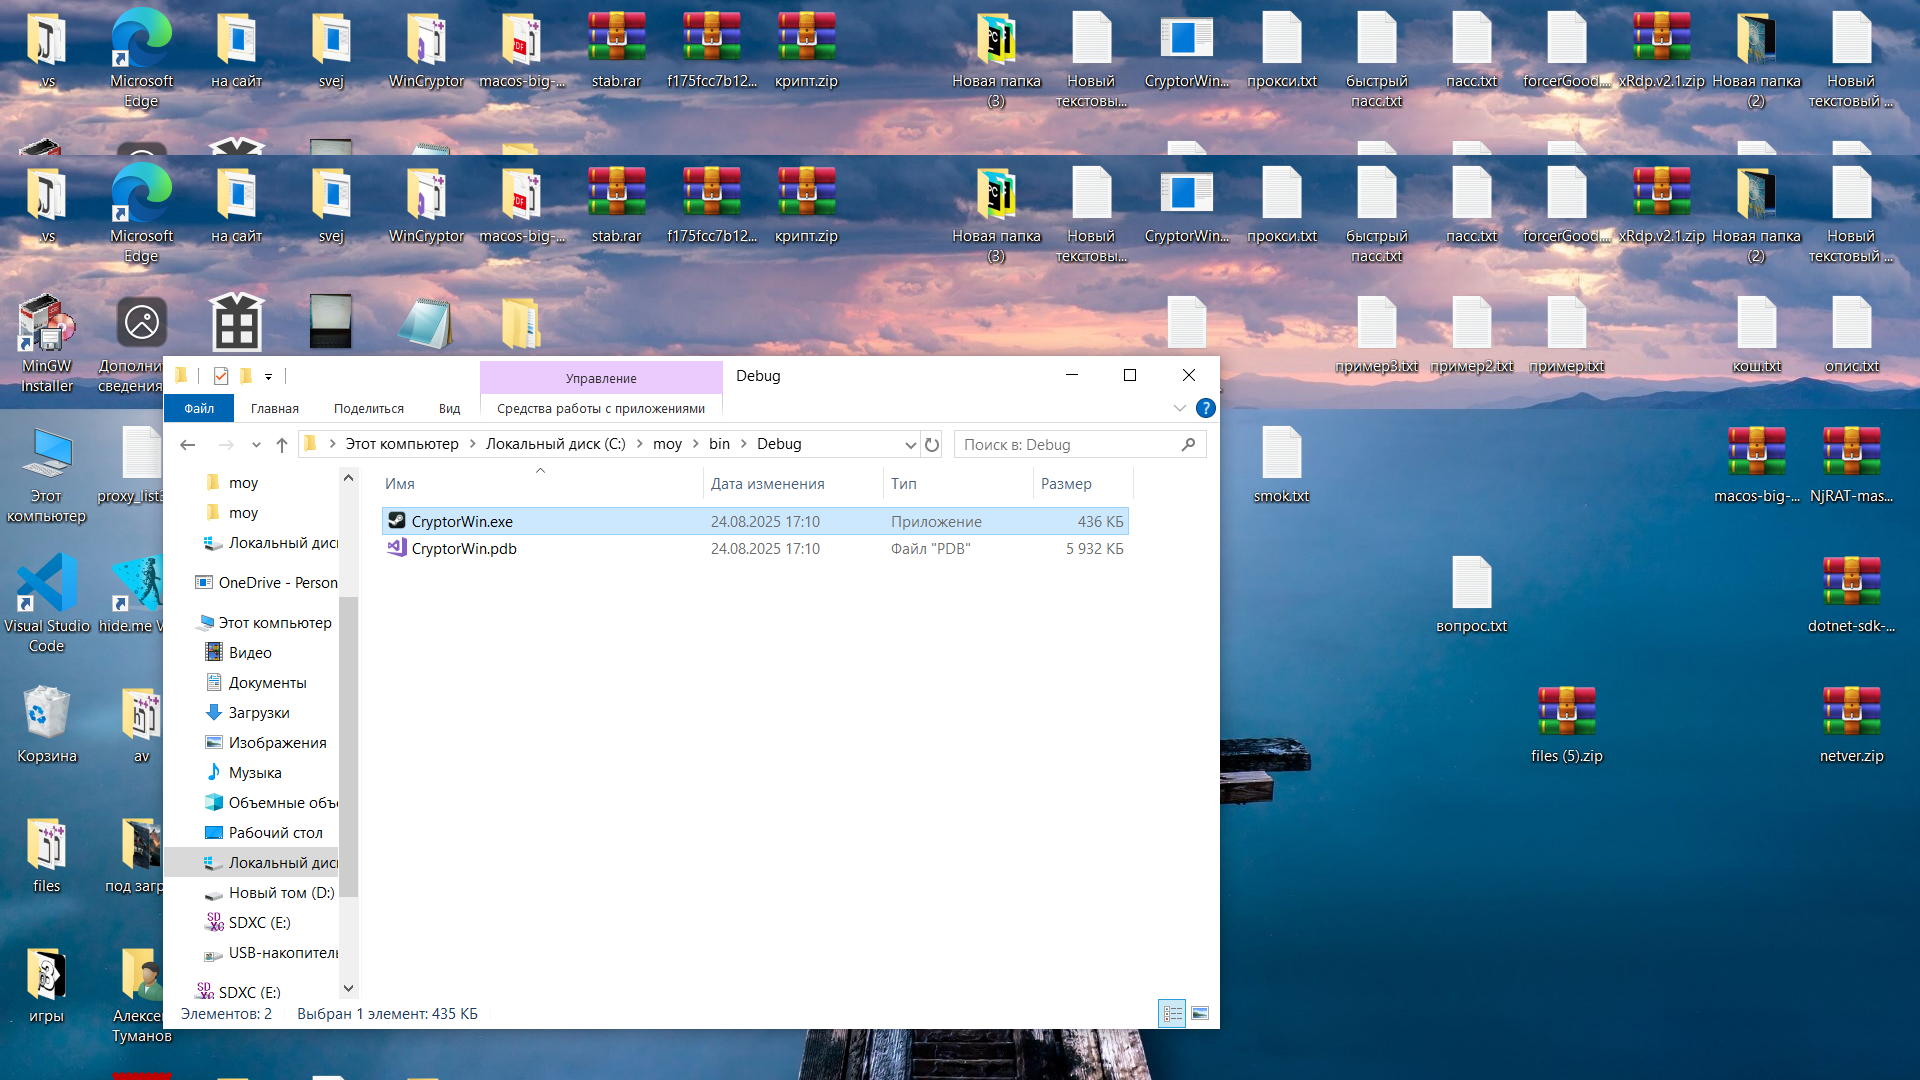 .vs
Microsoft
Edge
на сайт
svej
WinCryptor
macos-big-...
stab.rar
f175fcc7b12...
крипт.zip
Новая папка
(3)
Новый
текстовы...
CryptorWin...
прокси.txt
быстрый
пасс.txt
пасс.txt
forcerGood....
xRdp.v2.1.zip
Новая папка
(2)
Новый
текстовый ...
.vs
Microsoft
Edge
на сайт
svej
WinCryptor
macos-big-...
stab.rar
f175fcc7b12...
крипт.zip
Новая папка
(3)
Новый
текстовы...
CryptorWin...
прокси.txt
быстрый
пасс.txt
пасс.txt
forcerGood....
xRdp.v2.1.zip
Новая папка
(2)
Новый
текстовый ...
MinGW
Installer
Дополни
сведения
пример3.txt
пример2.txt
пример.txt
кош.txt
опис.txt
Управление
Debug
Файл
Главная
Поделиться
Вид
Средства работы с приложениями
Этот компьютер
Локальный диск (C:)
moy
bin
Debug
Поиск в: Debug
Имя
Дата изменения
Тип
Размер
CryptorWin.exe
24.08.2025 17:10
Приложение
436 КБ
CryptorWin.pdb
24.08.2025 17:10
Файл "PDB"
5 932 КБ
moy
moy
Локальный дис
OneDrive - Person
Этот компьютер
Видео
Документы
Загрузки
Изображения
Музыка
Объемные объ
Рабочий стол
Локальный дис
Новый том (D:)
SDXC (E:)
USB-накопитель
SDXC (E:)
Элементов: 2
Выбран 1 элемент: 435 КБ
Этот
компьютер
proxy_list3
Visual Studio
Code
hide.me V
Корзина
av
files
под загр
игры
Алексе
Туманов
smok.txt
macos-big-...
NjRAT-mas...
вопрос.txt
dotnet-sdk-...
files (5).zip
netver.zip